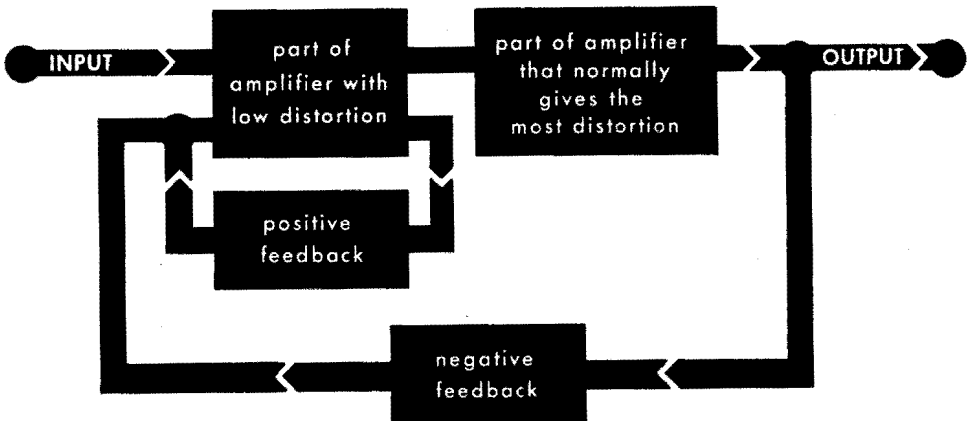 INPUT
part of
amplifier with
low distortion
part of amplifier
that normally
gives the
most distortion
OUTPUT
positive
feedback
negative
feedback